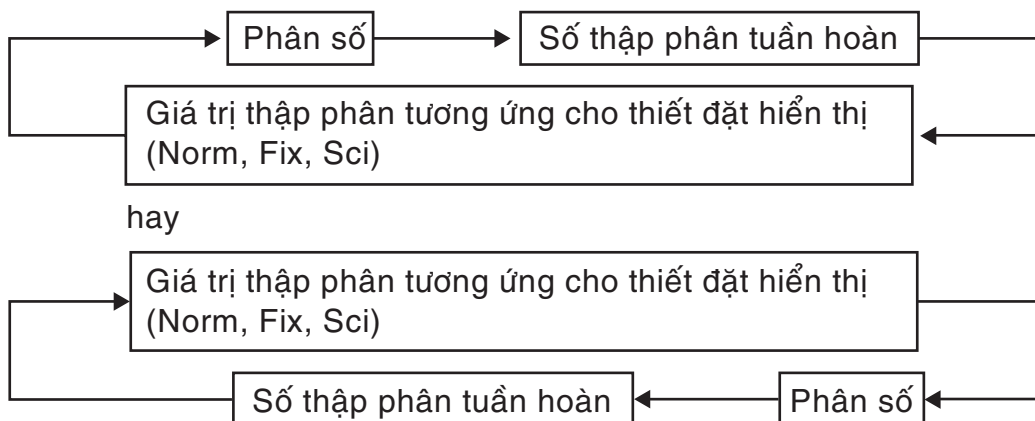 Phân số Số thập phân tuần hoàn
Giá trị thập phân tương ứng cho thiết đặt hiển thị
(Norm, Fix, Sci)
hay
Giá trị thập phân tương ứng cho thiết đặt hiển thị
(Norm, Fix, Sci)
Số thập phân tuần hoàn Phân số